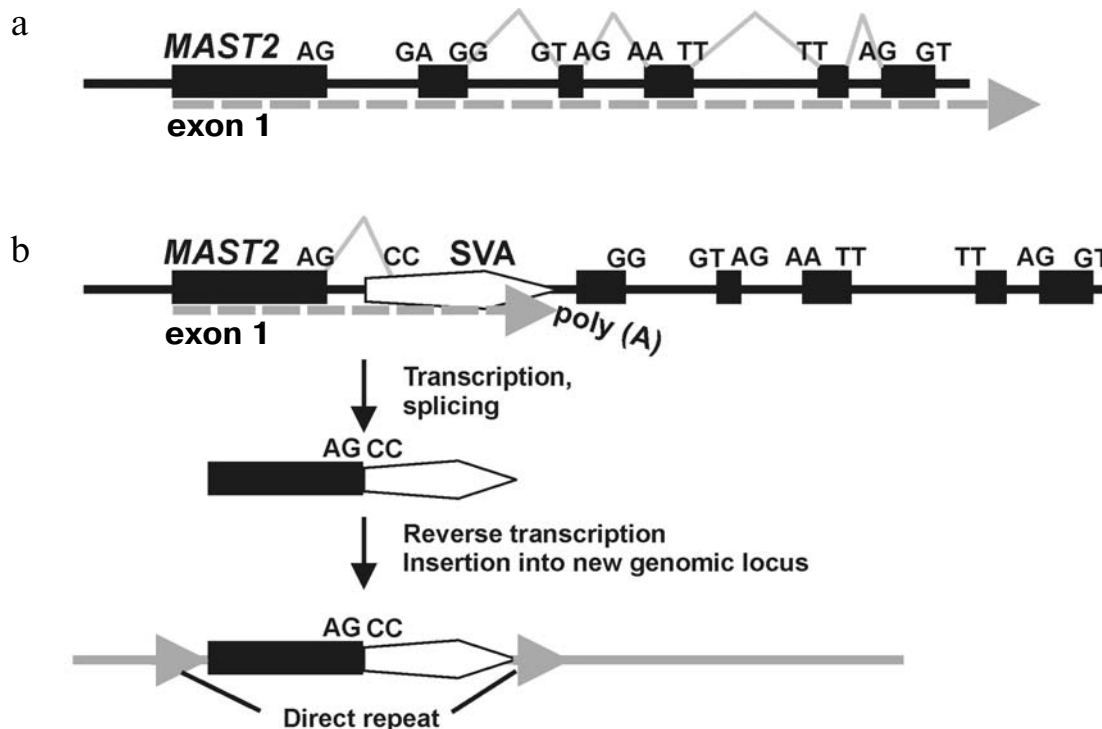 a
MAST2 AG GA GG GT AG AA TT TT AG GT
exon 1
b
MAST2 AG CC SVA GG GT AG AA TT TT AG GT
exon 1
poly (A)
Transcription,
splicing
AG CC
Reverse transcription
Insertion into new genomic locus
AG CC
Direct repeat